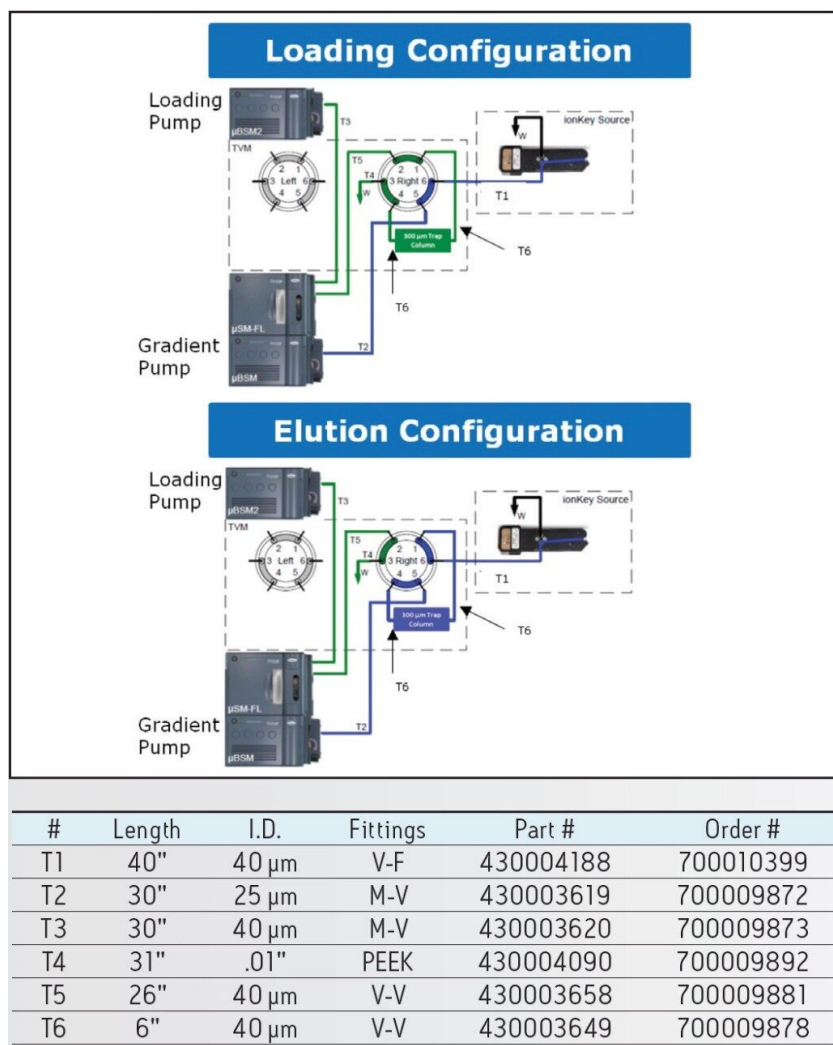 Loading Configuration
Loading
Pump
µBSM2
T3
ionKey Source
W
TVM
T5
2 1
3 Left 6
4 5
T4
W
2 1
3 Right 6
4 5
T1
300 µm Trap
Column
T6
T6
µSM-FL
Gradient
Pump
T2
µBSM
Elution Configuration
Loading
Pump
µBSM2
T3
ionKey Source
W
TVM
T5
2 1
3 Left 6
4 5
T4
W
2 1
3 Right 6
4 5
T1
300 µm Trap
Column
T6
T6
µSM-FL
Gradient
Pump
T2
µBSM
# Length I.D. Fittings Part # Order #
T1 40" 40 µm V-F 430004188 700010399
T2 30" 25 µm M-V 430003619 700009872
T3 30" 40 µm M-V 430003620 700009873
T4 31" .01" PEEK 430004090 700009892
T5 26" 40 µm V-V 430003658 700009881
T6 6" 40 µm V-V 430003649 700009878